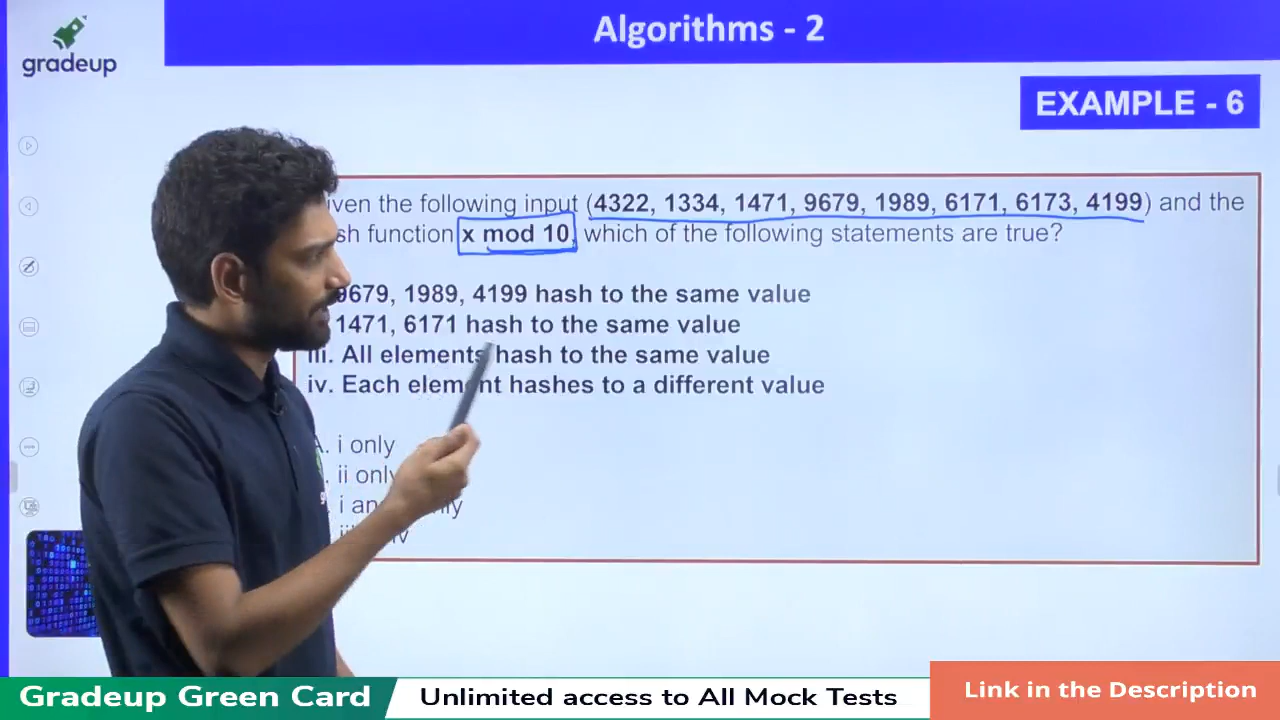 Algorithms - 2
gradeup
EXAMPLE - 6
iven the following input (4322, 1334, 1471, 9679, 1989, 6171, 6173, 4199) and the
sh function x mod 10, which of the following statements are true?
9679, 1989, 4199 hash to the same value
1471, 6171 hash to the same value
iii. All elements hash to the same value
iv. Each element hashes to a different value
A. i only
. ii only
i an
ly
iv
Gradeup Green Card
Unlimited access to All Mock Tests
Link in the Description